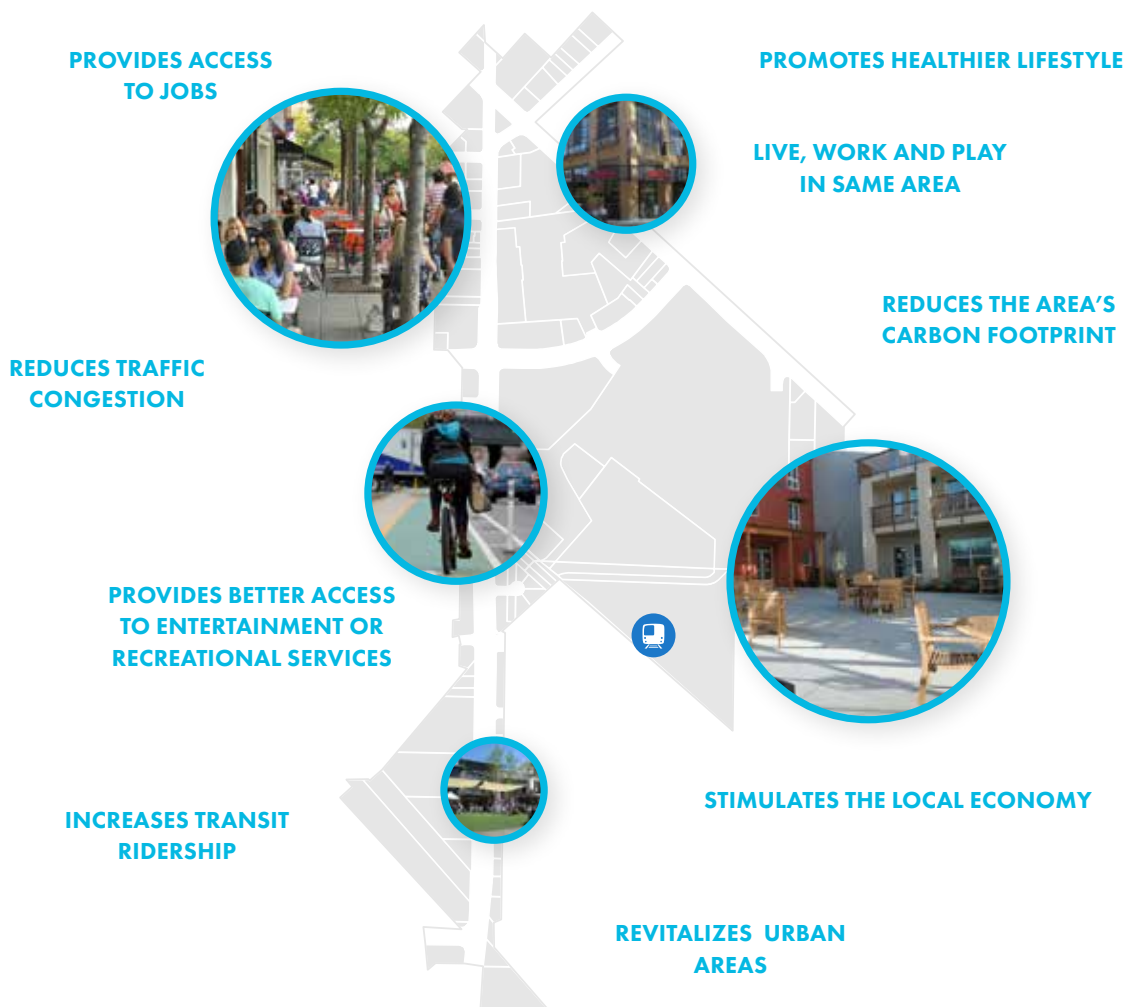 PROVIDES ACCESS
TO JOBS
PROMOTES HEALTHIER LIFESTYLE
LIVE, WORK AND PLAY
IN SAME AREA
REDUCES THE AREA'S
CARBON FOOTPRINT
REDUCES TRAFFIC
CONGESTION
PROVIDES BETTER ACCESS
TO ENTERTAINMENT OR
RECREATIONAL SERVICES
STIMULATES THE LOCAL ECONOMY
INCREASES TRANSIT
RIDERSHIP
REVITALIZES URBAN
AREAS